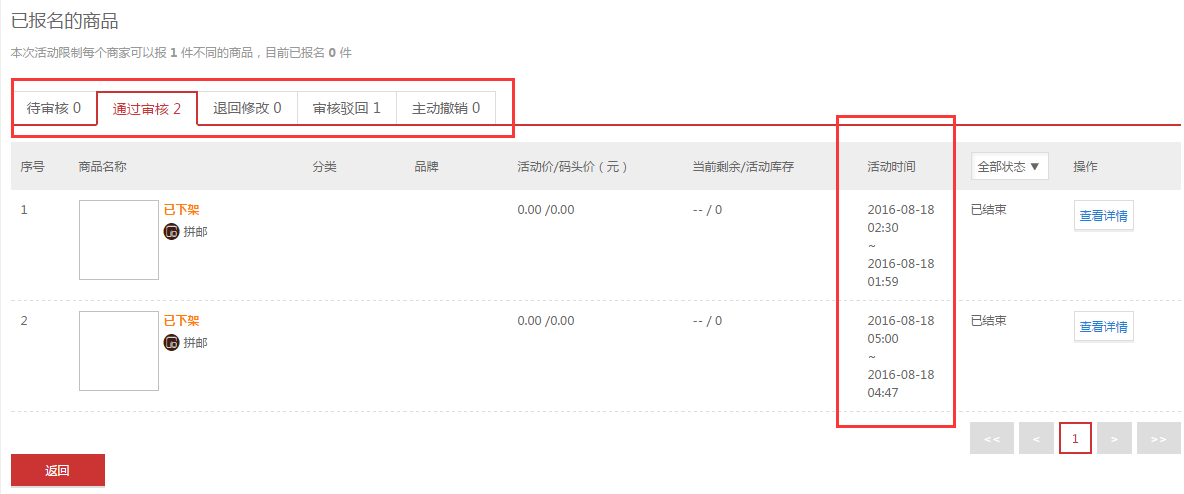 已报名的商品
本次活动限制每个商家可以报 1 件不同的商品，目前已报名 0 件
待审核 0 通过审核 2 退回修改 0 审核驳回 1 主动撤销 0
序号 商品名称 分类 品牌 活动价/码头价（元） 当前剩余/活动库存 活动时间 全部状态 ▼ 操作
1 已下架 0.00 /0.00 -- / 0 2016-08-18 已结束 查看详情
拼邮 02:30
~
2016-08-18
01:59
2 已下架 0.00 /0.00 -- / 0 2016-08-18 已结束 查看详情
拼邮 05:00
~
2016-08-18
04:47
<< < 1 > >>
返回